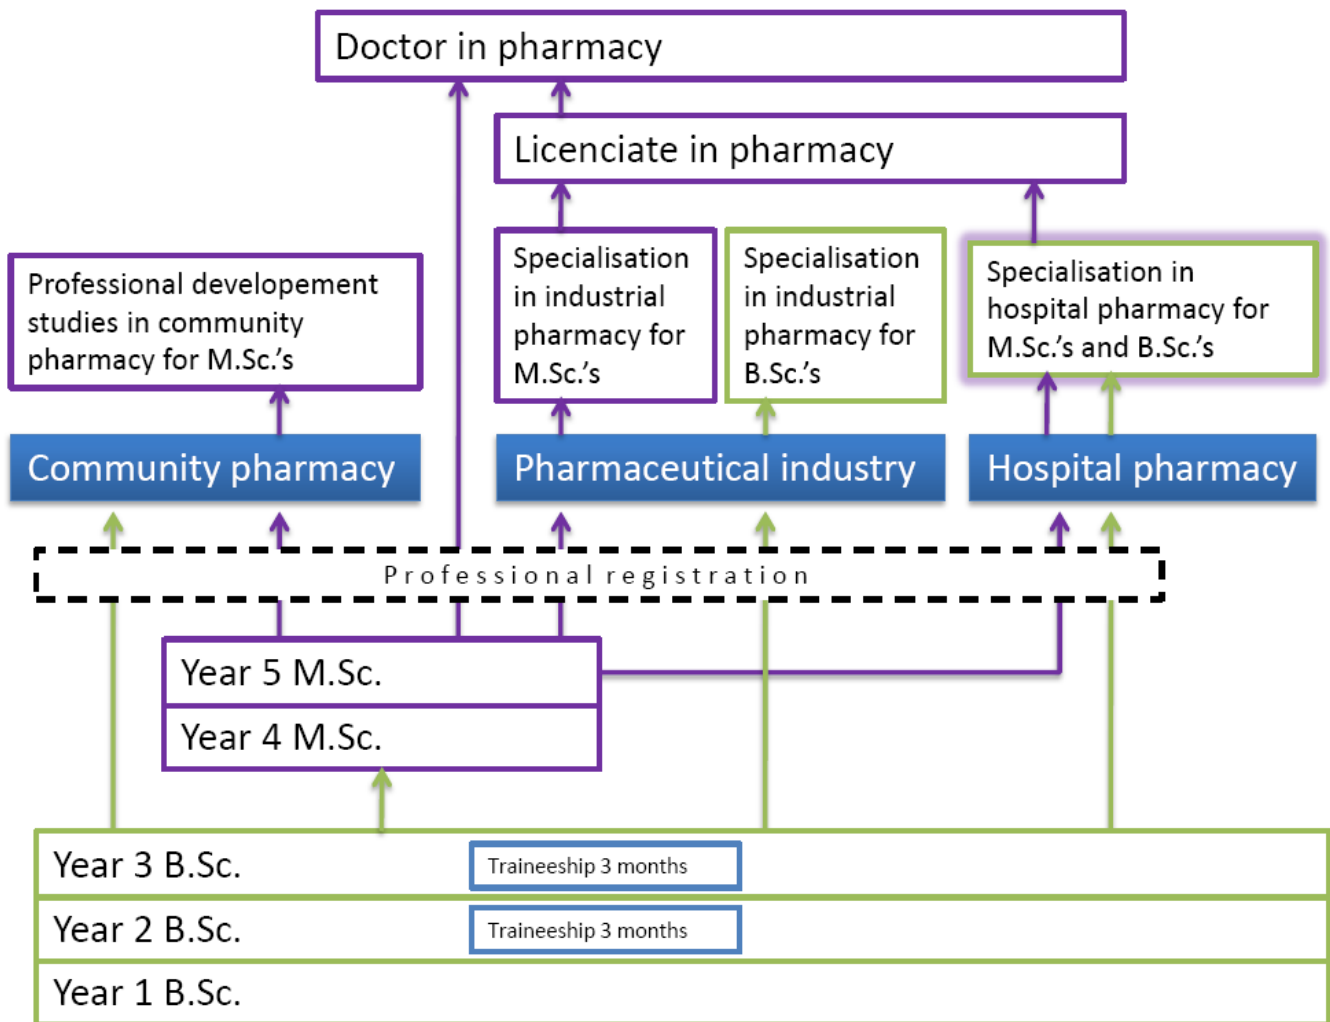 Doctor in pharmacy
Licenciate in pharmacy
Professional developement
studies in community
pharmacy for M.Sc.'s
Specialisation
in industrial
pharmacy for
M.Sc.'s
Specialisation
in industrial
pharmacy for
B.Sc.'s
Specialisation in
hospital pharmacy for
M.Sc.'s and B.Sc.'s
Community pharmacy
Pharmaceutical industry
Hospital pharmacy
Professional registration
Year 5 M.Sc.
Year 4 M.Sc.
Year 3 B.Sc.
Traineeship 3 months
Year 2 B.Sc.
Traineeship 3 months
Year 1 B.Sc.